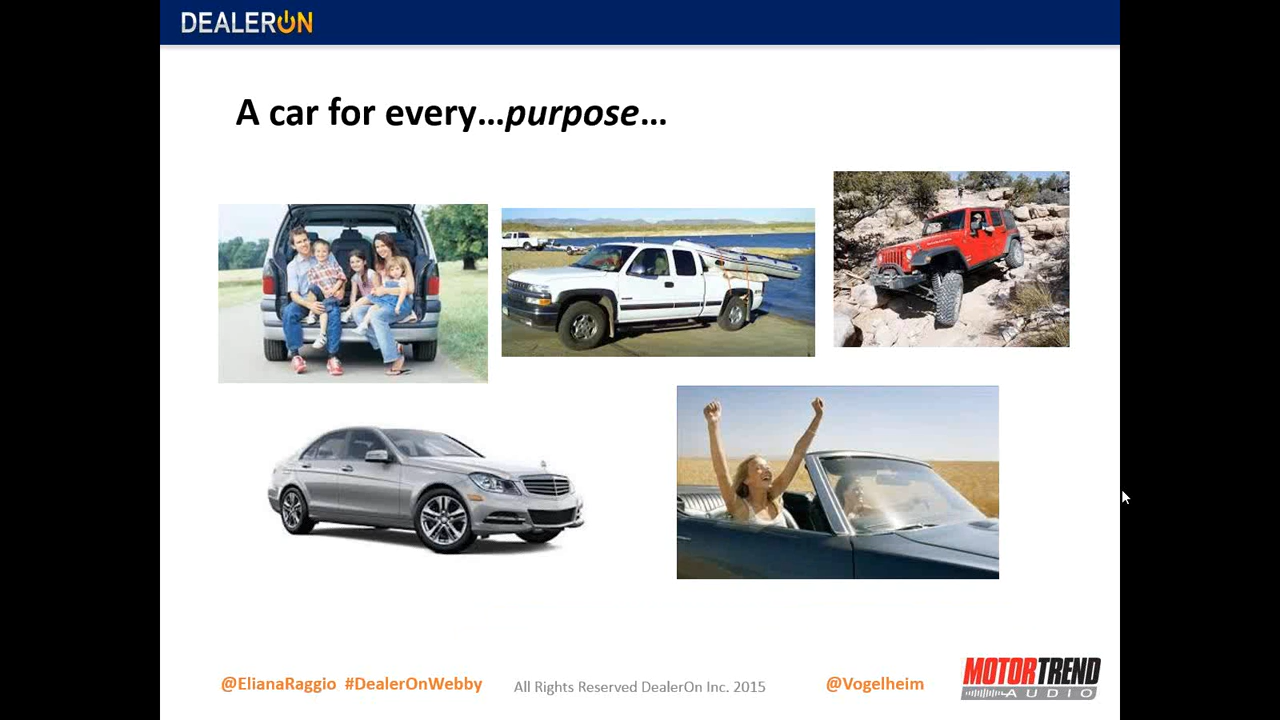 DEALERON
A car for every...purpose...
@ElianaRaggio #DealerOnWebby
All Rights Reserved DealerOn Inc. 2015
@Vogelheim
MOTORTREND
AUDIO